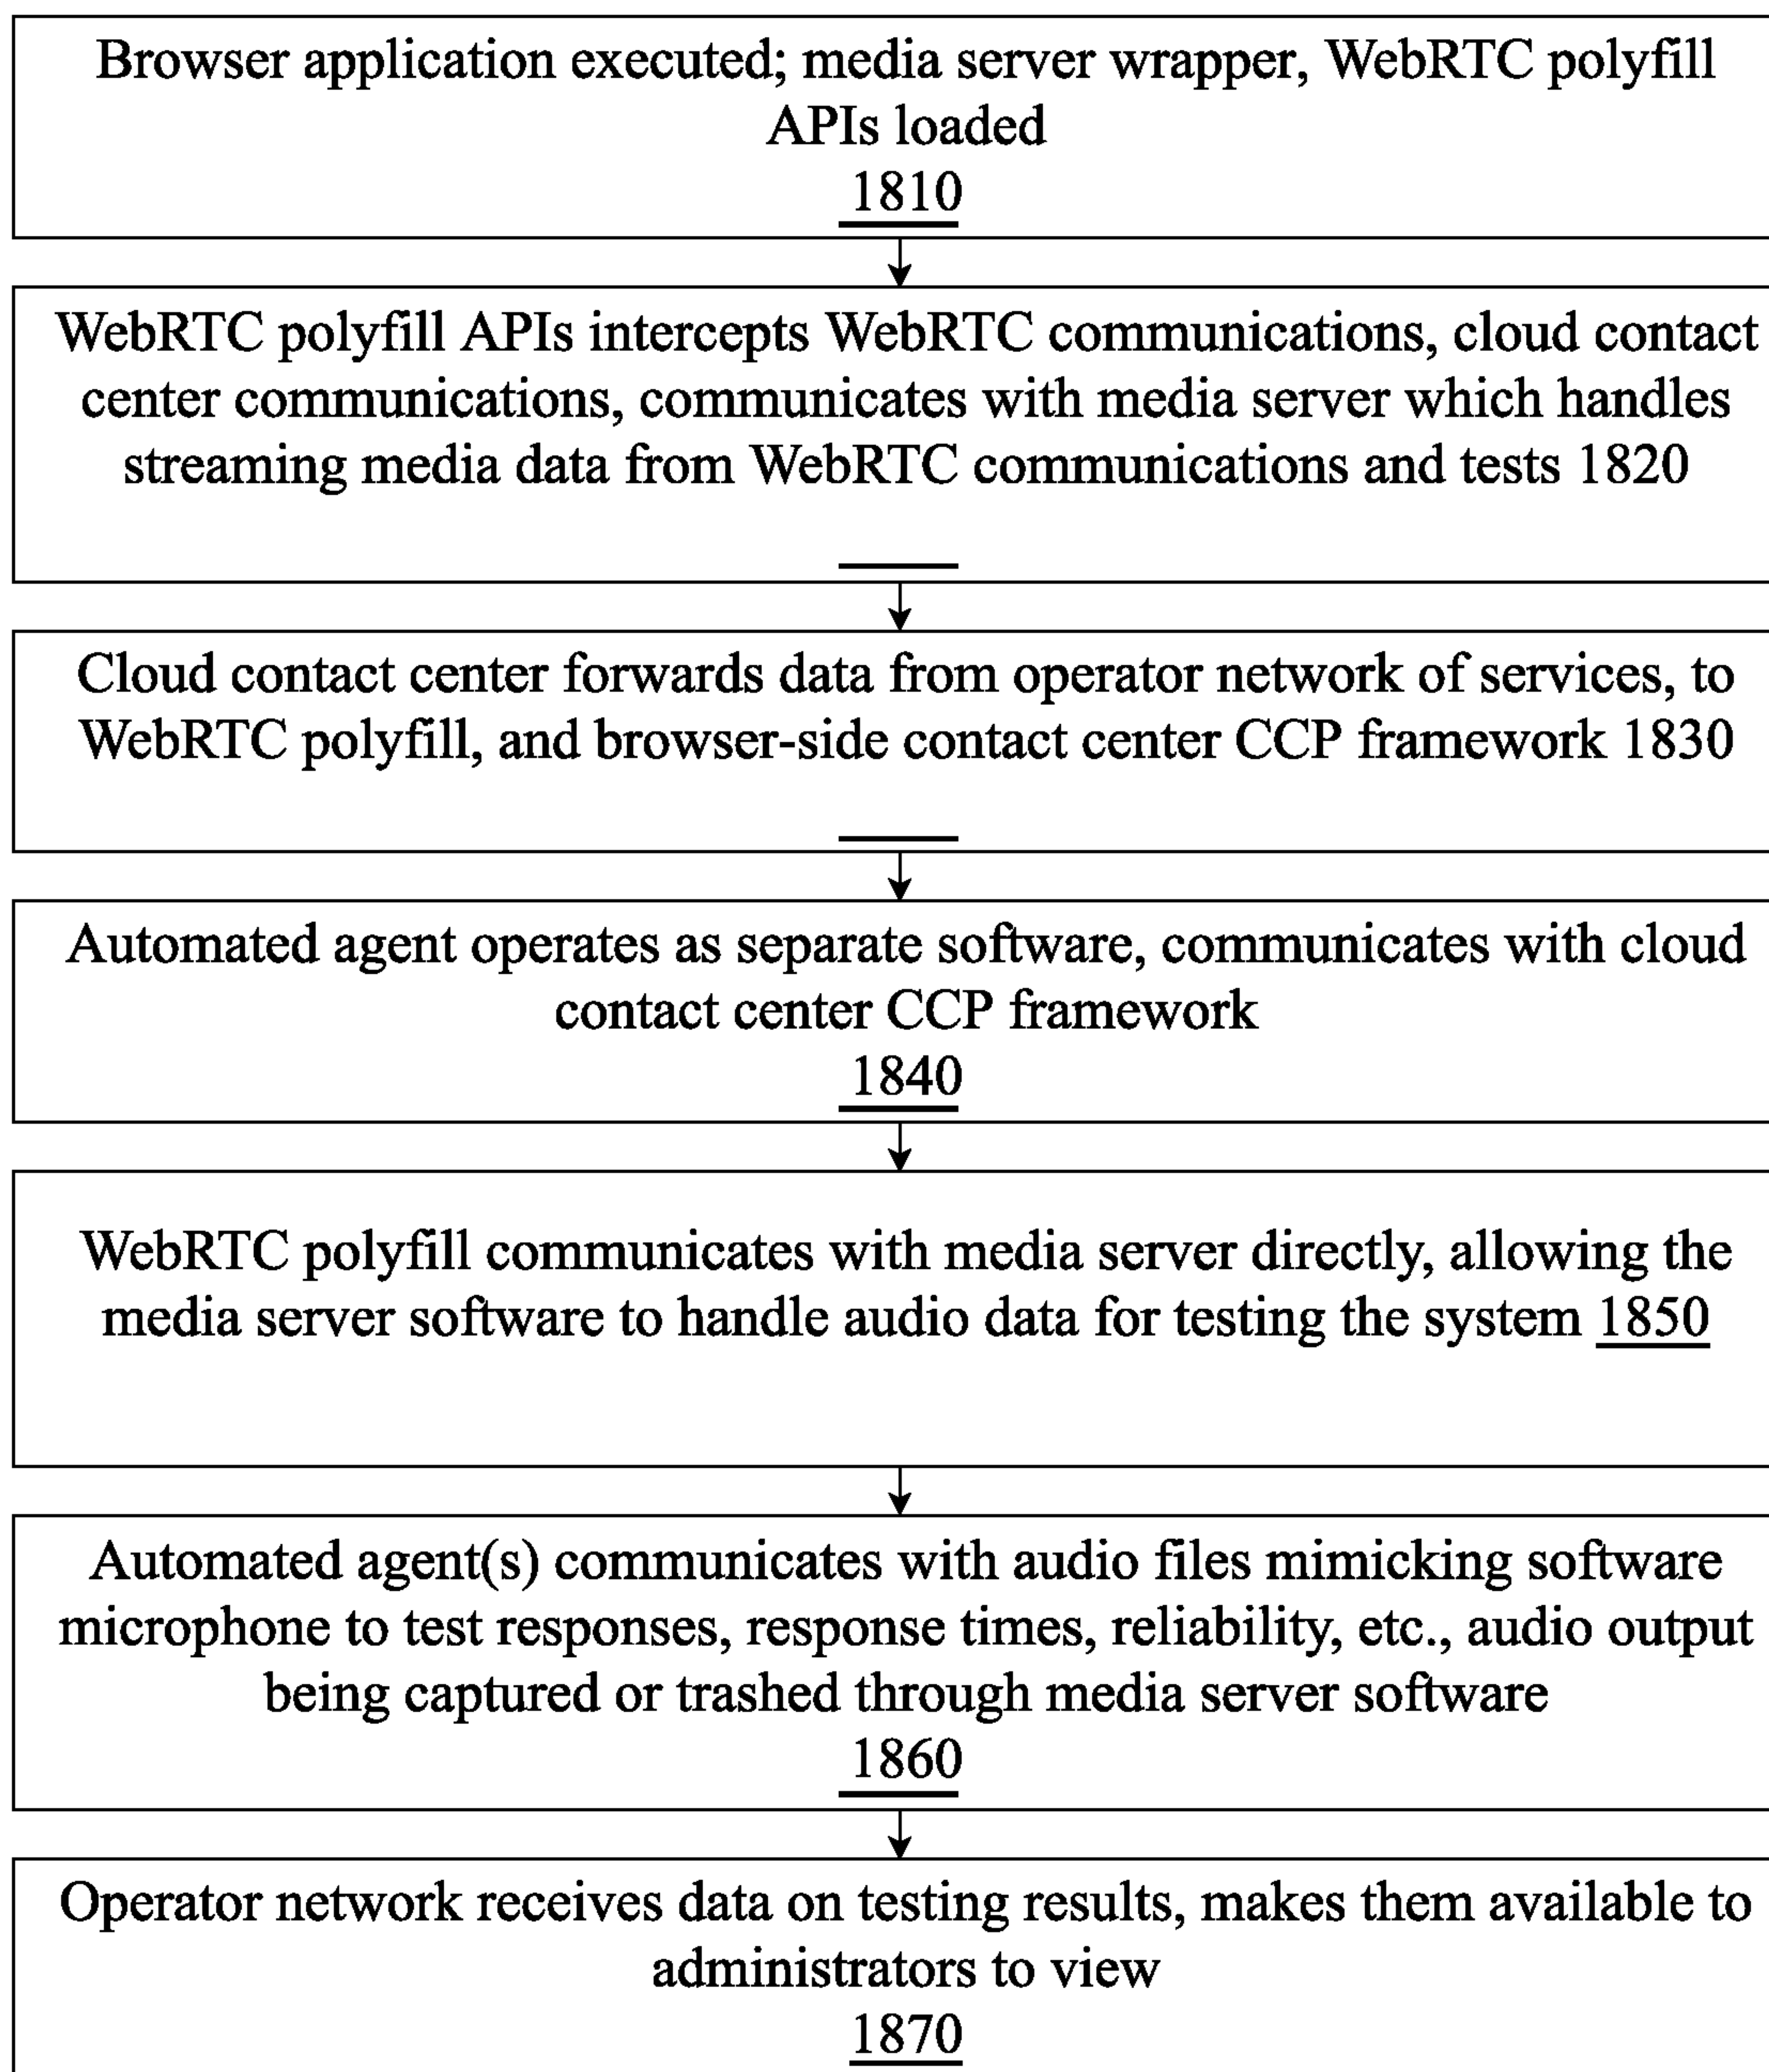 Browser application executed; media server wrapper, WebRTC polyfill
APIs loaded
1810
WebRTC polyfill APIs intercepts WebRTC communications, cloud contact
center communications, communicates with media server which handles
streaming media data from WebRTC communications and tests 1820
Cloud contact center forwards data from operator network of services, to
WebRTC polyfill, and browser-side contact center CCP framework 1830
Automated agent operates as separate software, communicates with cloud
contact center CCP framework
1840
WebRTC polyfill communicates with media server directly, allowing the
media server software to handle audio data for testing the system 1850
Automated agent(s) communicates with audio files mimicking software
microphone to test responses, response times, reliability, etc., audio output
being captured or trashed through media server software
1860
Operator network receives data on testing results, makes them available to
administrators to view
1870